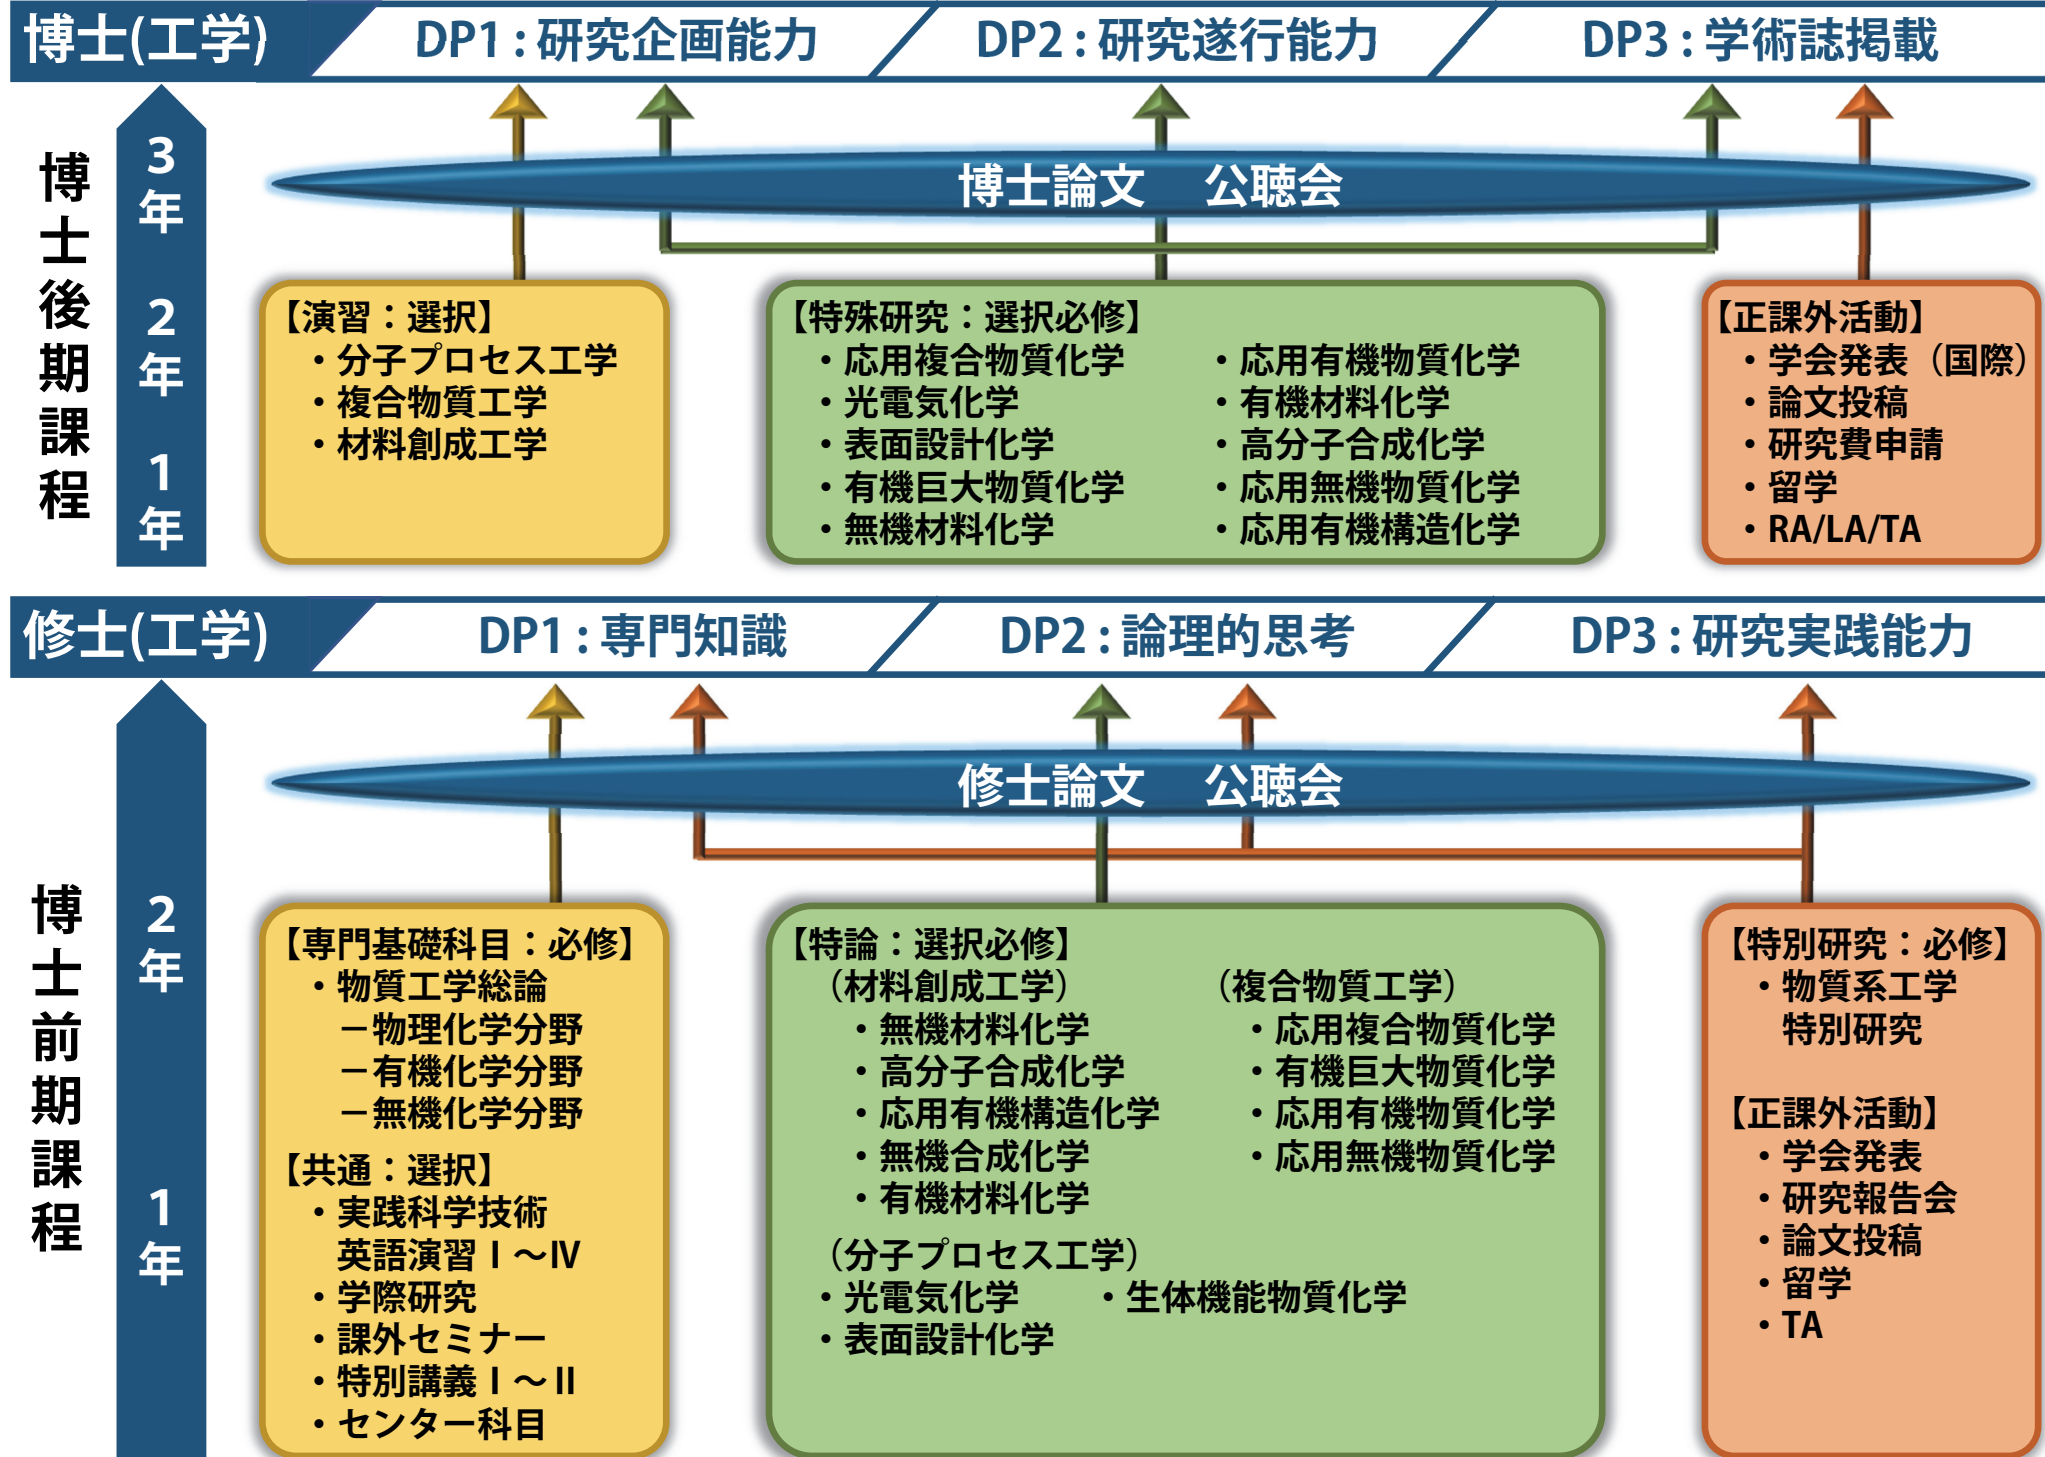 博士(工学)
DP1 : 研究企画能力
DP2 : 研究遂行能力
DP3 : 学術誌掲載
博士後期課程
3年
2年
1年
博士論文 公聴会
【演習：選択】
・分子プロセス工学
・複合物質工学
・材料創成工学
【特殊研究：選択必修】
・応用複合物質化学
・光電気化学
・表面設計化学
・有機巨大物質化学
・無機材料化学
・応用有機物質化学
・有機材料化学
・高分子合成化学
・応用無機物質化学
・応用有機構造化学
【正課外活動】
・学会発表（国際）
・論文投稿
・研究費申請
・留学
・RA/LA/TA
修士(工学)
DP1 : 専門知識
DP2 : 論理的思考
DP3 : 研究実践能力
博士前期課程
2年
1年
修士論文 公聴会
【専門基礎科目：必修】
・物質工学総論
－物理化学分野
－有機化学分野
－無機化学分野
【共通：選択】
・実践科学技術
英語演習Ⅰ～Ⅳ
・学際研究
・課外セミナー
・特別講義Ⅰ～Ⅱ
・センター科目
【特論：選択必修】
（材料創成工学）
・無機材料化学
・高分子合成化学
・応用有機構造化学
・無機合成化学
・有機材料化学
（複合物質工学）
・応用複合物質化学
・有機巨大物質化学
・応用有機物質化学
・応用無機物質化学
（分子プロセス工学）
・光電気化学
・生体機能物質化学
・表面設計化学
【特別研究：必修】
・物質系工学
特別研究
【正課外活動】
・学会発表
・研究報告会
・論文投稿
・留学
・TA